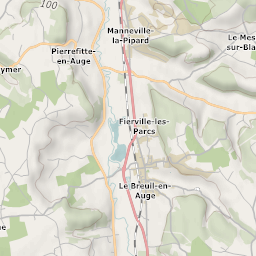 100
Manneville-
la-Pipard
Le Mes
sur-Bla
Pierrefitte-
en-Auge
ymer
Fierville-les-
Parcs
Le Breuil-en-
Auge